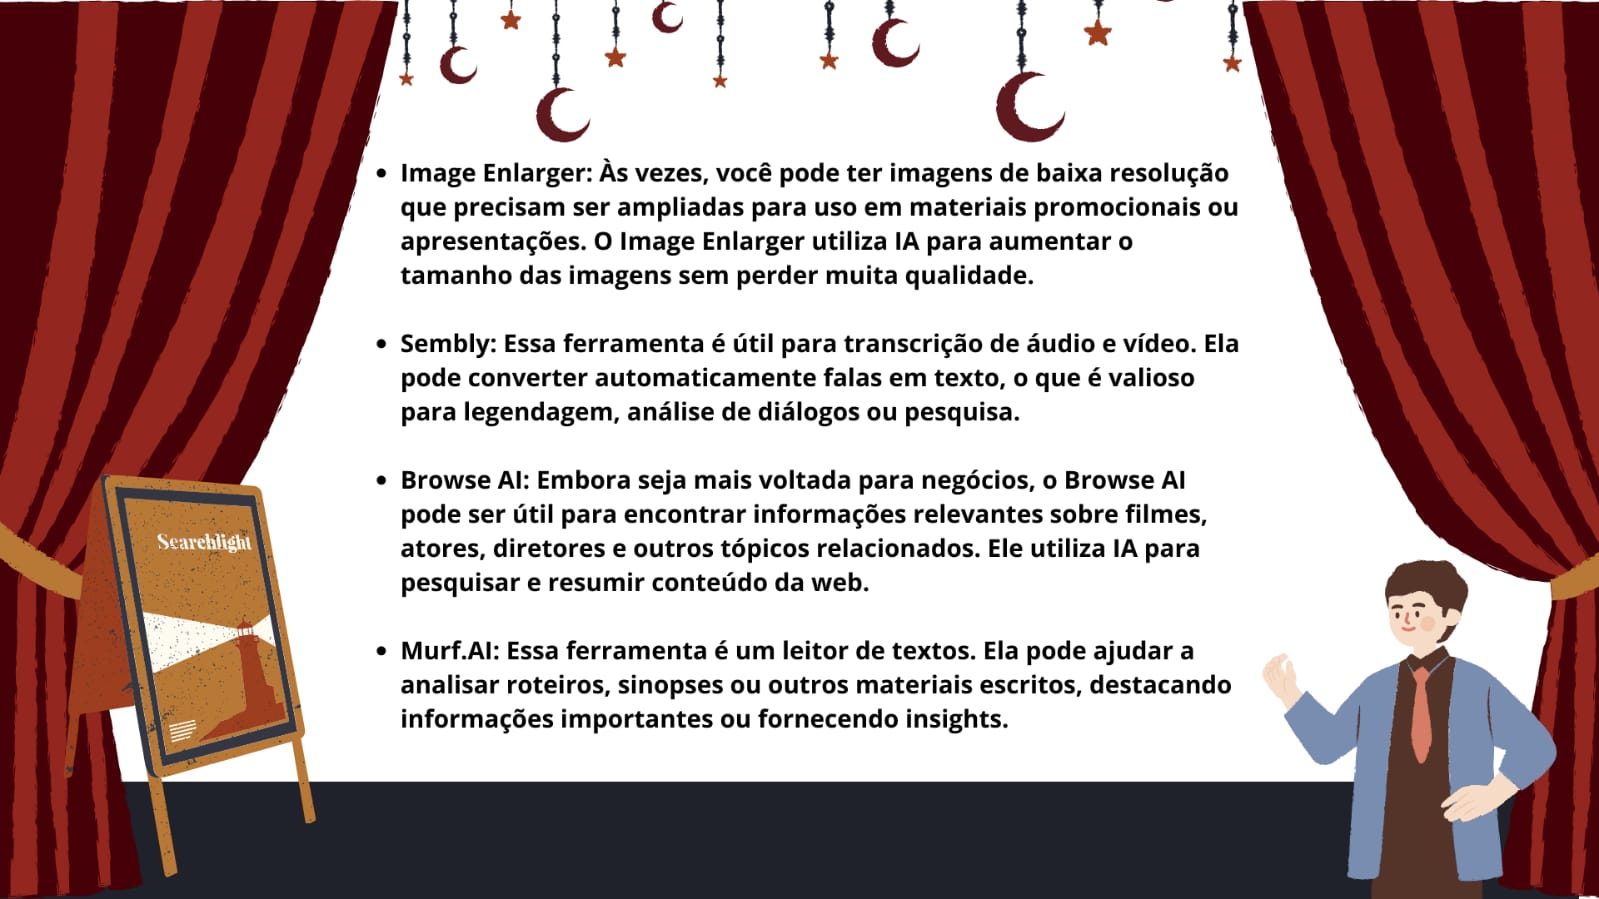 • Image Enlarger: Às vezes, você pode ter imagens de baixa resolução
que precisam ser ampliadas para uso em materiais promocionais ou
apresentações. O Image Enlarger utiliza IA para aumentar o
tamanho das imagens sem perder muita qualidade.
• Sembly: Essa ferramenta é útil para transcrição de áudio e vídeo. Ela
pode converter automaticamente falas em texto, o que é valioso
para legendagem, análise de diálogos ou pesquisa.
• Browse AI: Embora seja mais voltada para negócios, o Browse AI
pode ser útil para encontrar informações relevantes sobre filmes,
atores, diretores e outros tópicos relacionados. Ele utiliza IA para
pesquisar e resumir conteúdo da web.
• Murf.AI: Essa ferramenta é um leitor de textos. Ela pode ajudar a
analisar roteiros, sinopses ou outros materiais escritos, destacando
informações importantes ou fornecendo insights.
Searchlight